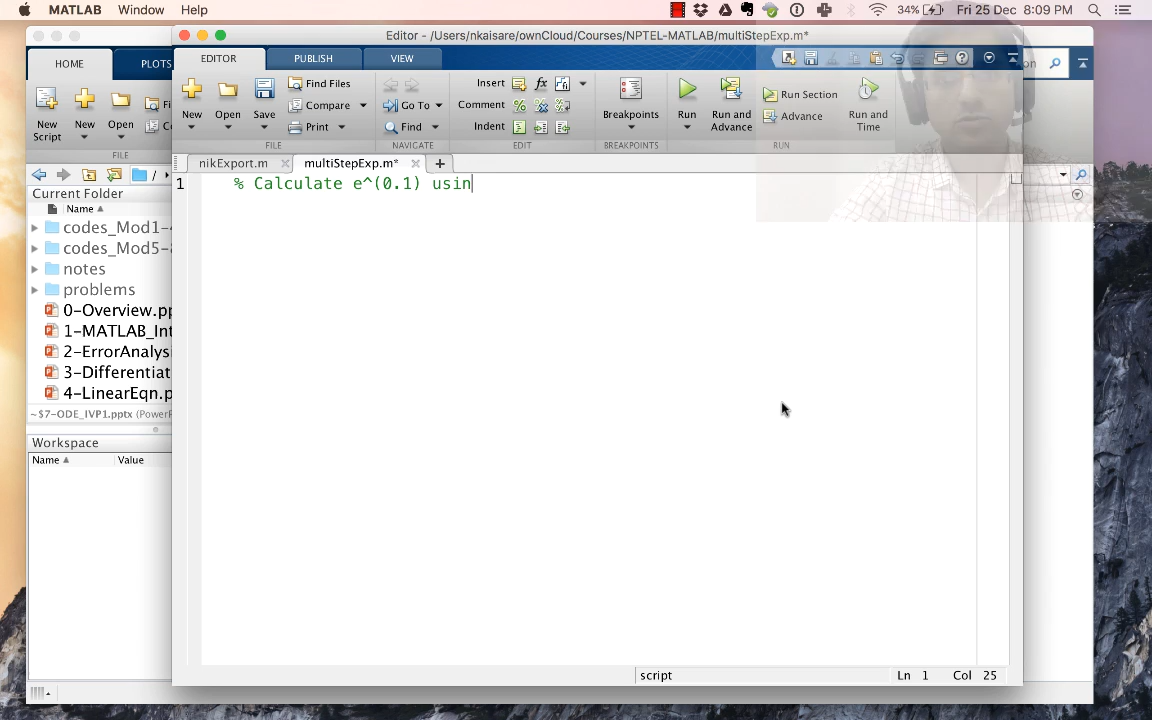 MATLAB Window Help 34% Fri 25 Dec 8:09 PM
Editor - /Users/nkaisare/ownCloud/Courses/NPTEL-MATLAB/multiStepExp.m*
HOME PLOTS EDITOR PUBLISH VIEW
New Script New Open
FILE
New Open Save
Find Files
Compare
Print
FILE
Go To
Find
NAVIGATE
Insert fx
Comment
Indent
EDIT
Breakpoints
BREAKPOINTS
Run
Run and Advance
Run Section
Advance
Run and Time
RUN
nikExport.m multiStepExp.m* +
/
Current Folder
Name
codes_Mod1-4
codes_Mod5-8
notes
problems
0-Overview.pp
1-MATLAB_Int
2-ErrorAnalysi
3-Differentiat
4-LinearEqn.p
~$7-ODE_IVP1.pptx (PowerP
Workspace
Name Value
1 % Calculate e^(0.1) usin
script Ln 1 Col 25